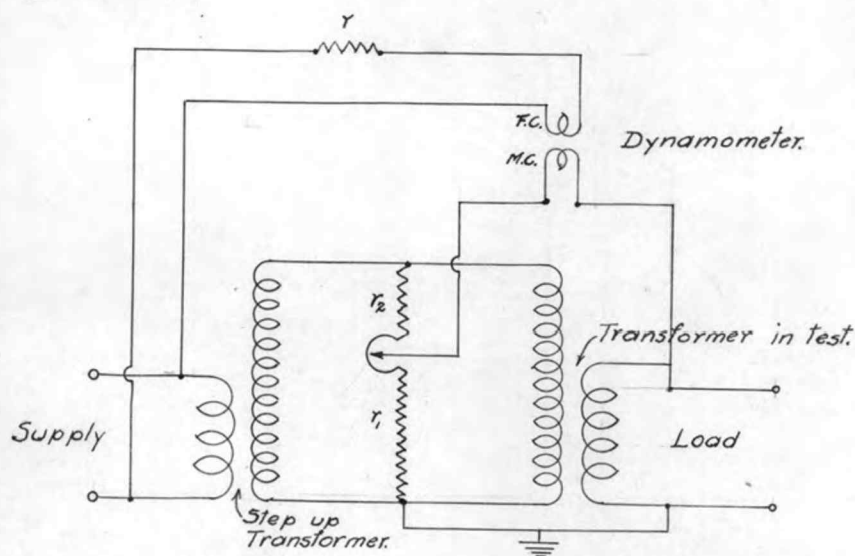 r
F.C.
M.C.
Dynamometer.
r2
r1
Transformer in test.
Supply
Load
Step up
Transformer.